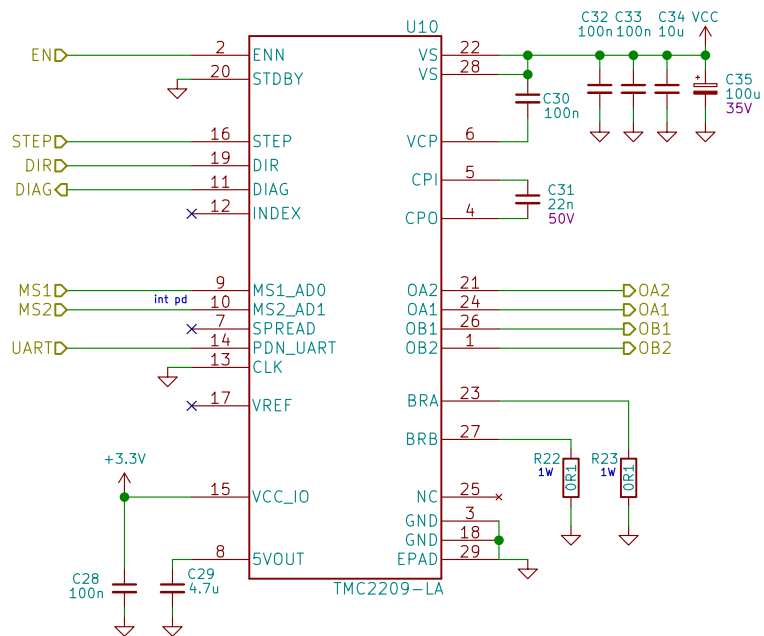 U10
C32 C33 C34 VCC
100n 100n 10u
EN 2 ENN VS 22
20 STDBY VS 28
+
C35
100u
35V
C30
100n
STEP 16 STEP VCP 6
DIR 19 DIR
CPI 5
DIAG 11 DIAG
12 INDEX
CPO 4
C31
22n
50V
MS1 9 MS1_AD0 OA2 21 OA2
int pd
MS2 10 MS2_AD1 OA1 24 OA1
7 SPREAD OB1 26 OB1
UART 14 PDN_UART OB2 1 OB2
13 CLK
17 VREF BRA 23
BRB 27
+3.3V
R22 1W 0R1
R23 1W 0R1
15 VCC_IO NC 25
GND 3
GND 18
8 5VOUT EPAD 29
C28
100n
C29
4.7u
TMC2209-LA